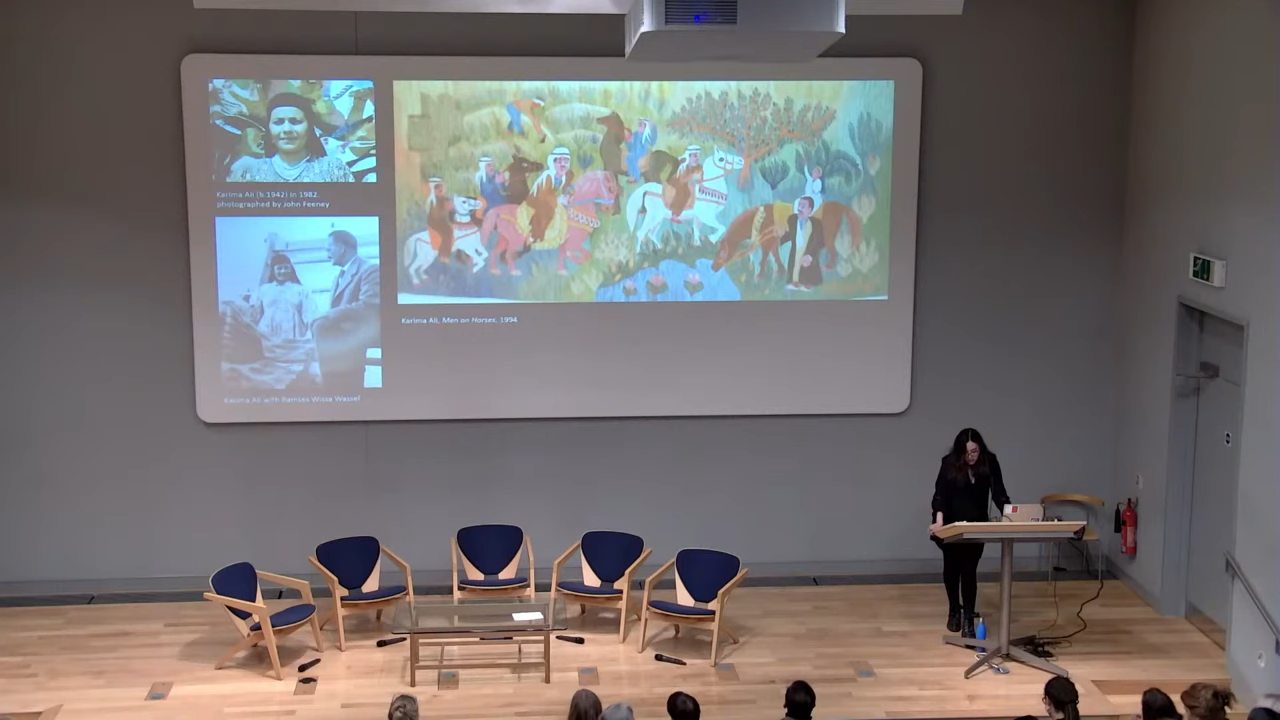 Karima Ali (b.1942) in 1982,
photographed by John Feeney
Karima Ali with Ramses Wissa Wassef
Karima Ali, Men on Horses, 1994